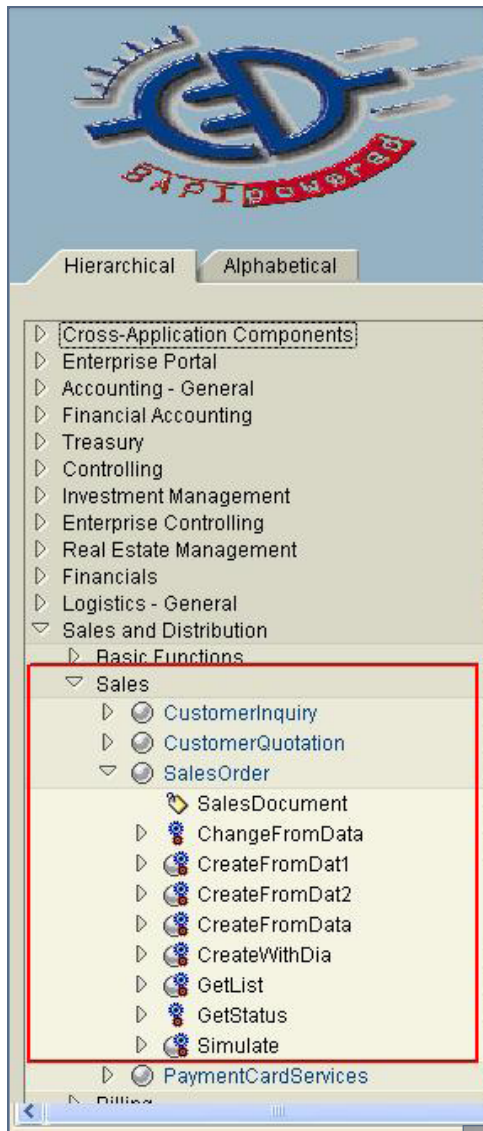 BAPIpowered
Hierarchical Alphabetical
Cross-Application Components
Enterprise Portal
Accounting - General
Financial Accounting
Treasury
Controlling
Investment Management
Enterprise Controlling
Real Estate Management
Financials
Logistics - General
Sales and Distribution
Basic Functions
Sales
CustomerInquiry
CustomerQuotation
SalesOrder
SalesDocument
ChangeFromData
CreateFromDat1
CreateFromDat2
CreateFromData
CreateWithDia
GetList
GetStatus
Simulate
PaymentCardServices
Billing